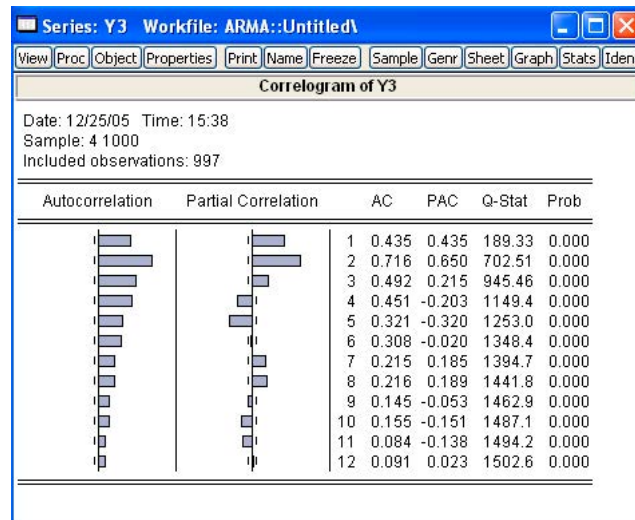 Series: Y3 Workfile: ARMA::Untitled\
View Proc Object Properties Print Name Freeze Sample Genr Sheet Graph Stats Iden
Correlogram of Y3
Date: 12/25/05 Time: 15:38
Sample: 4 1000
Included observations: 997
Autocorrelation Partial Correlation AC PAC Q-Stat Prob
1 0.435 0.435 189.33 0.000
2 0.716 0.650 702.51 0.000
3 0.492 0.215 945.46 0.000
4 0.451 -0.203 1149.4 0.000
5 0.321 -0.320 1253.0 0.000
6 0.308 -0.020 1348.4 0.000
7 0.215 0.185 1394.7 0.000
8 0.216 0.189 1441.8 0.000
9 0.145 -0.053 1462.9 0.000
10 0.155 -0.151 1487.1 0.000
11 0.084 -0.138 1494.2 0.000
12 0.091 0.023 1502.6 0.000